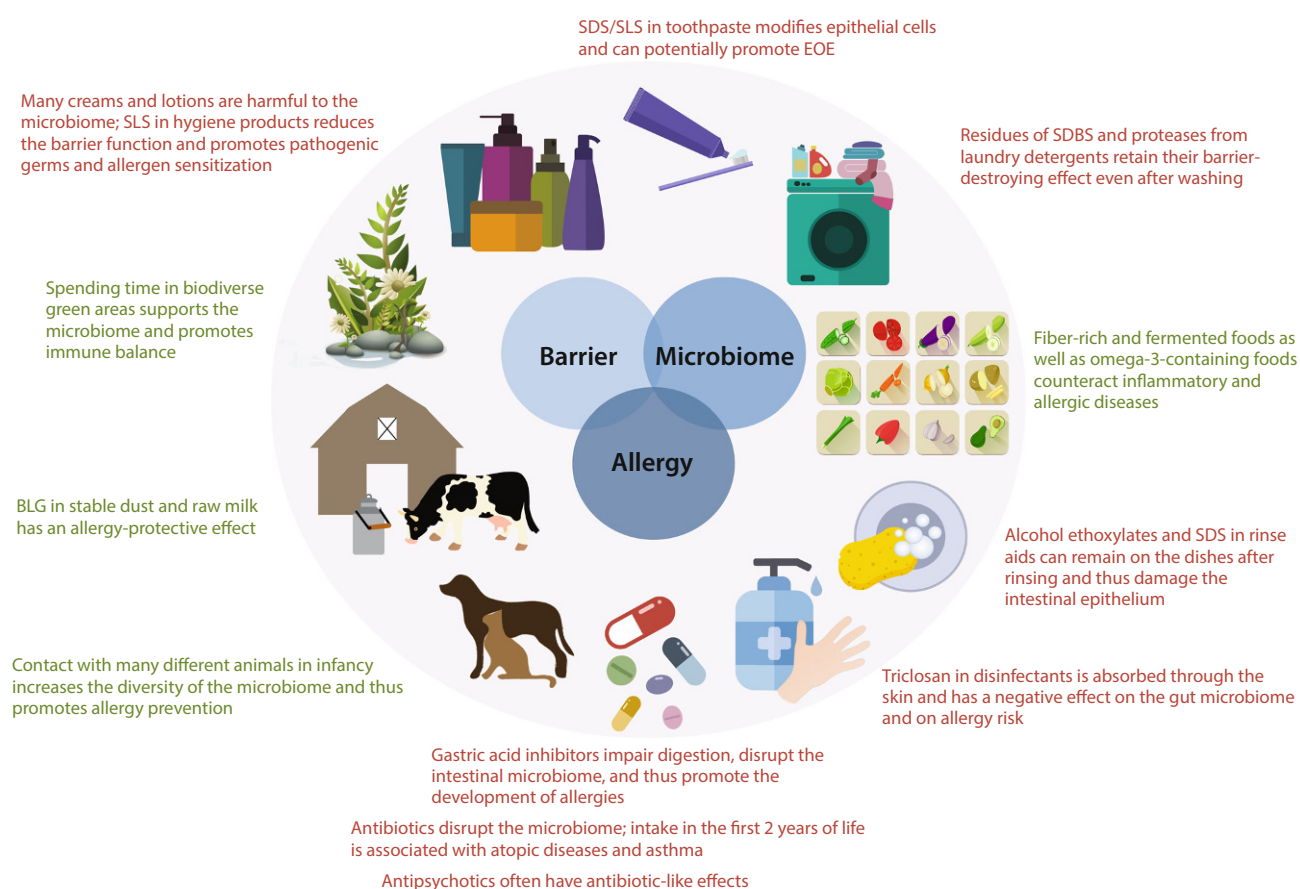 SDS/SLS in toothpaste modifies epithelial cells
and can potentially promote EOE
Many creams and lotions are harmful to the
microbiome; SLS in hygiene products reduces
the barrier function and promotes pathogenic
germs and allergen sensitization
Residues of SDBS and proteases from
laundry detergents retain their barrier-
destroying effect even after washing
Spending time in biodiverse
green areas supports the
microbiome and promotes
immune balance
Barrier
Microbiome
Allergy
Fiber-rich and fermented foods as
well as omega-3-containing foods
counteract inflammatory and
allergic diseases
BLG in stable dust and raw milk
has an allergy-protective effect
Alcohol ethoxylates and SDS in rinse
aids can remain on the dishes after
rinsing and thus damage the
intestinal epithelium
Contact with many different animals in infancy
increases the diversity of the microbiome and thus
promotes allergy prevention
Triclosan in disinfectants is absorbed through the
skin and has a negative effect on the gut microbiome
and on allergy risk
Gastric acid inhibitors impair digestion, disrupt the
intestinal microbiome, and thus promote the
development of allergies
Antibiotics disrupt the microbiome; intake in the first 2 years of life
is associated with atopic diseases and asthma
Antipsychotics often have antibiotic-like effects